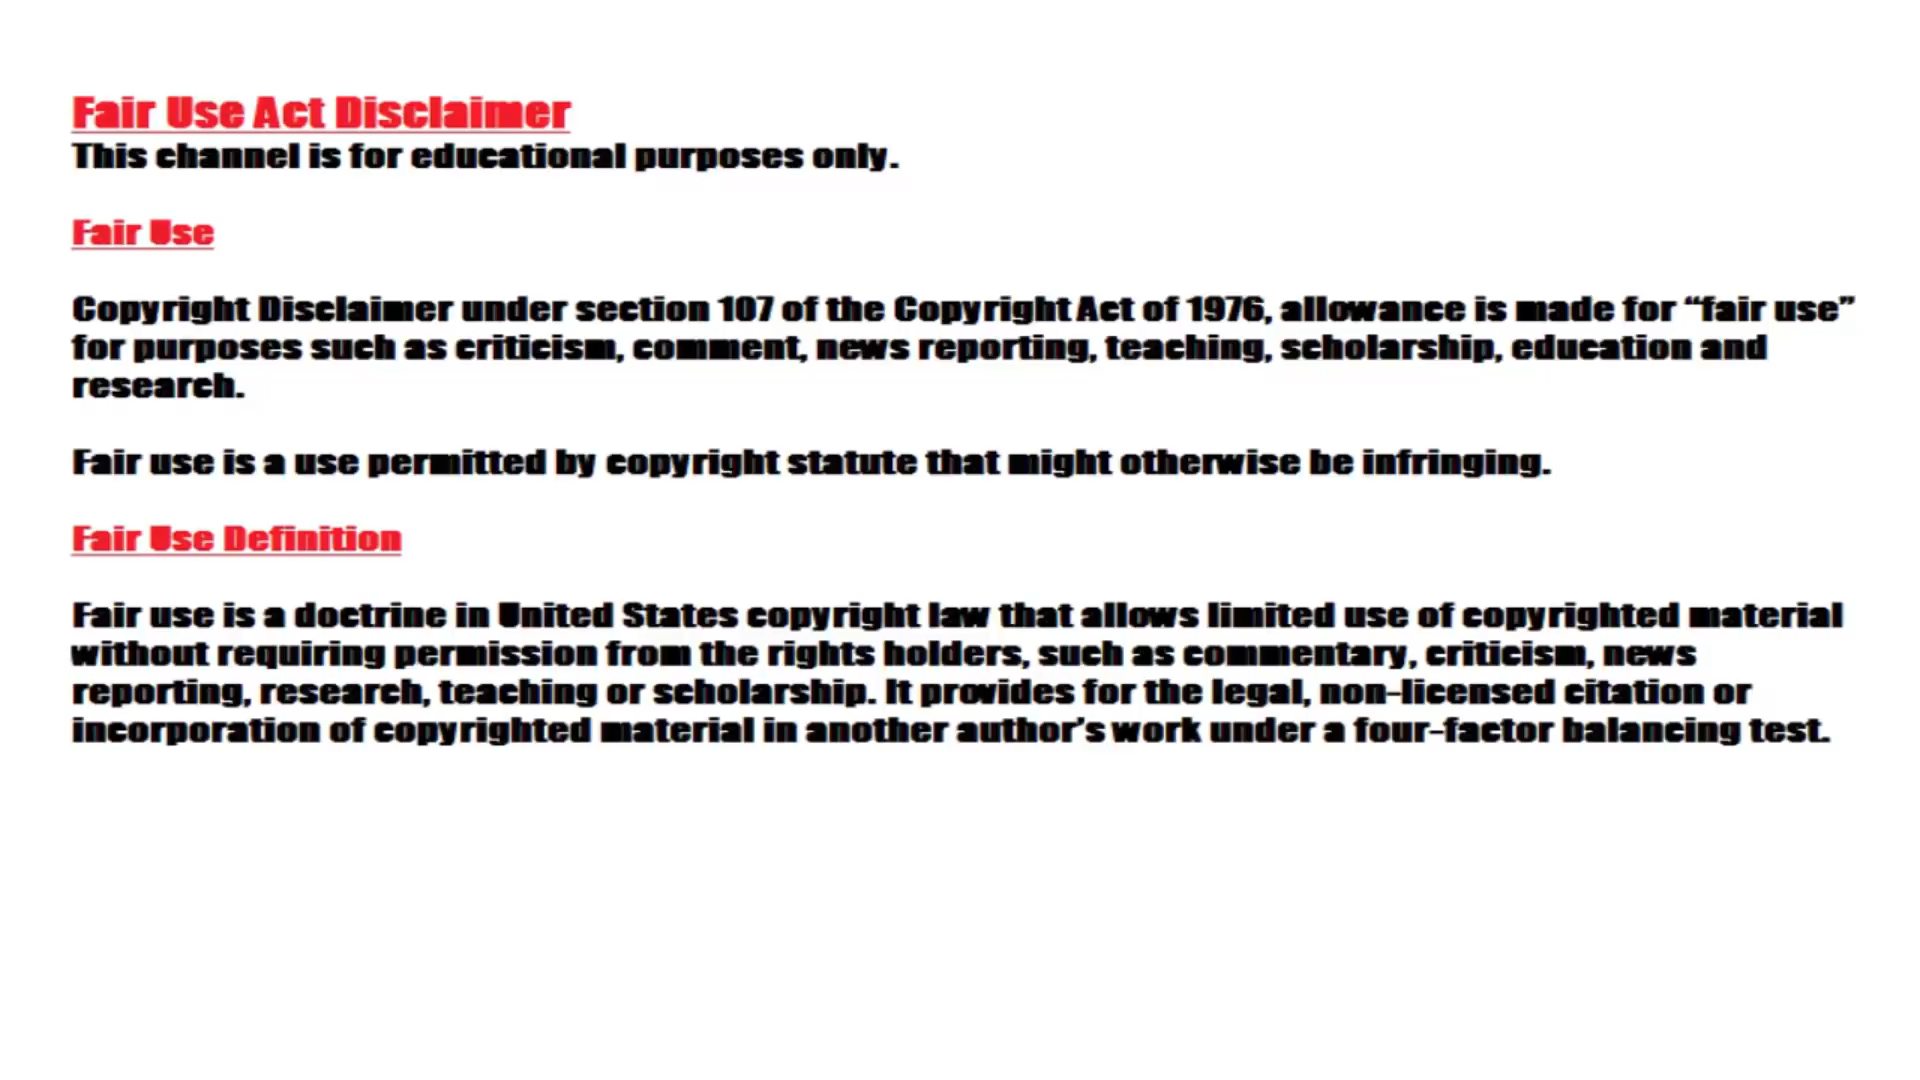 Fair Use Act Disclaimer
This channel is for educational purposes only.
Fair Use
Copyright Disclaimer under section 107 of the Copyright Act of 1976, allowance is made for “fair use”
for purposes such as criticism, comment, news reporting, teaching, scholarship, education and
research.
Fair use is a use permitted by copyright statute that might otherwise be infringing.
Fair Use Definition
Fair use is a doctrine in United States copyright law that allows limited use of copyrighted material
without requiring permission from the rights holders, such as commentary, criticism, news
reporting, research, teaching or scholarship. It provides for the legal, non-licensed citation or
incorporation of copyrighted material in another author’s work under a four-factor balancing test.